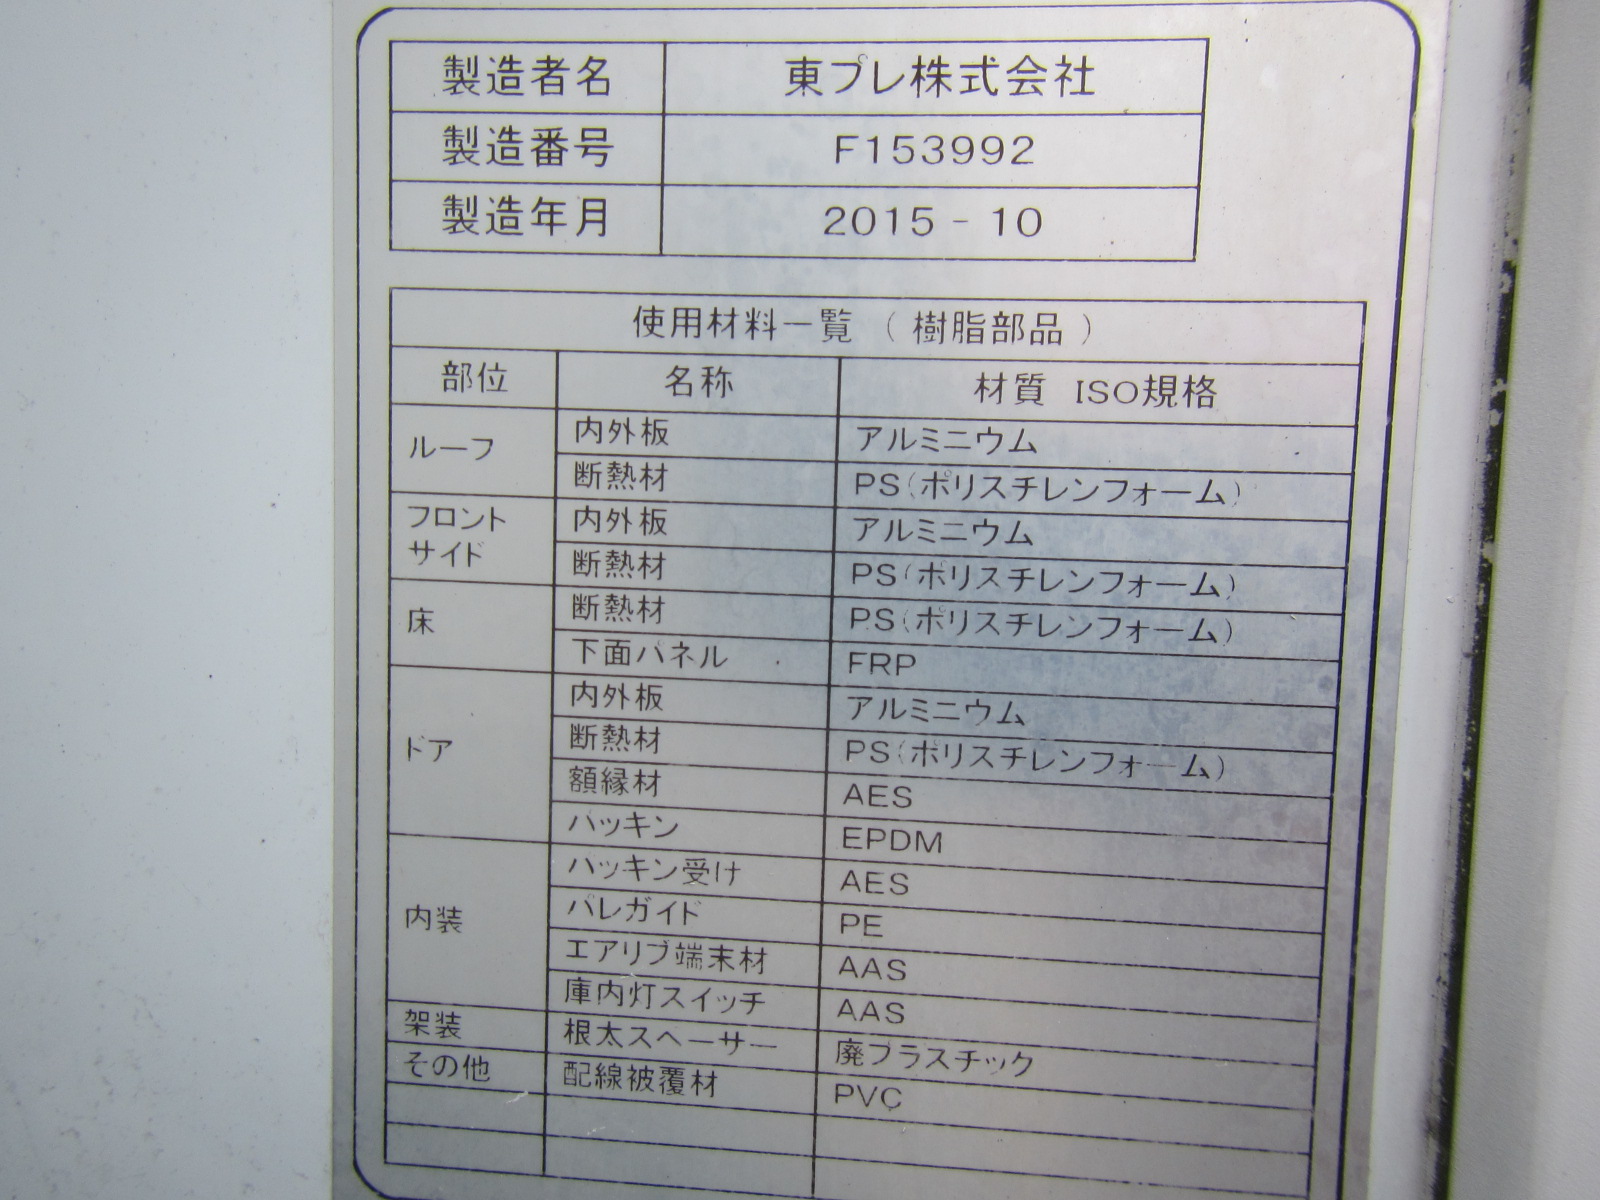 製造者名 東プレ株式会社
製造番号 F153992
製造年月 2015 - 10
使用材料一覧 (樹脂部品)
部位 名称 材質 ISO規格
ルーフ 内外板 アルミニウム
断熱材 PS(ポリスチレンフォーム)
フロント
サイド 内外板 アルミニウム
断熱材 PS(ポリスチレンフォーム)
床 断熱材 PS(ポリスチレンフォーム)
下面パネル FRP
ドア 内外板 アルミニウム
断熱材 PS(ポリスチレンフォーム)
額縁材 AES
パッキン EPDM
内装 パッキン受け AES
パレガイド PE
エアリブ端末材 AAS
庫内灯スイッチ AAS
架装 根太スペーサー 廃プラスチック
その他 配線被覆材 PVC